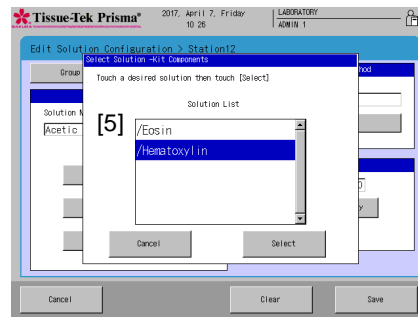 Tissue-Tek Prisma®
SAKURA
2017, April 7, Friday
10 26
LABORATORY
ADMIN 1
Edit Solution Configuration > Station12
Select Solution -Kit Components
Group
hod
Touch a desired solution then touch [Select]
Solution List
Solution N
Acetic
[5]
/Eosin
/Hematoxylin
y
Cancel
Select
Cancel
Clear
Save